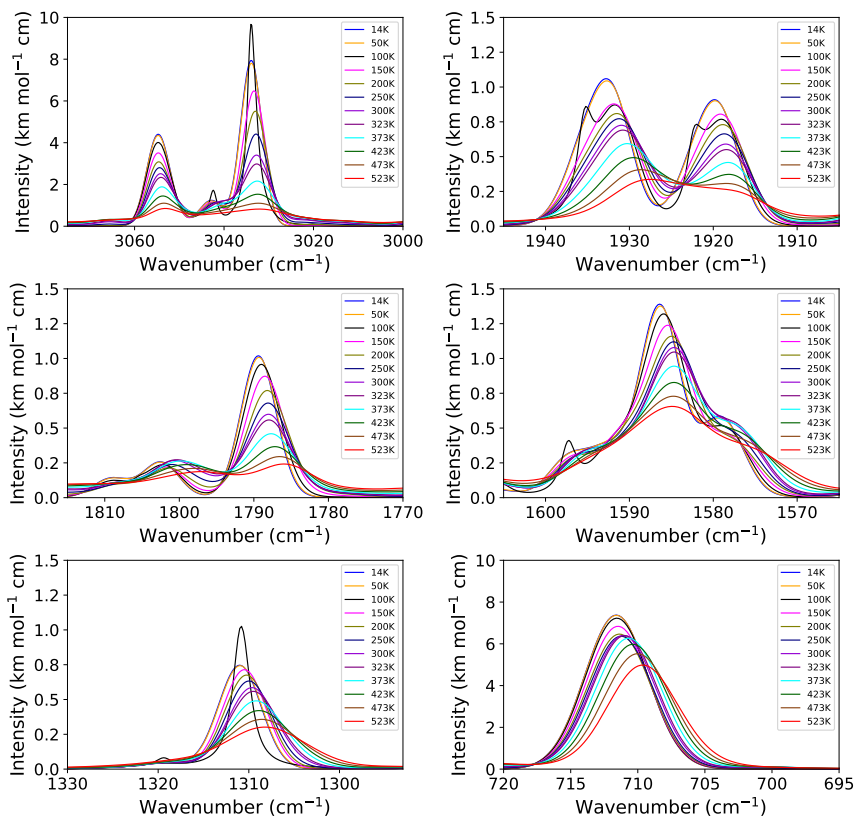 Intensity (km mol⁻¹ cm)
10
8
6
4
2
0
14K
50K
100K
150K
200K
250K
300K
323K
373K
423K
473K
523K
3060 3040 3020 3000
Wavenumber (cm⁻¹)
Intensity (km mol⁻¹ cm)
1.5
1.2
1.0
0.8
0.5
0.2
0.0
14K
50K
100K
150K
200K
250K
300K
323K
373K
423K
473K
523K
1940 1930 1920 1910
Wavenumber (cm⁻¹)
Intensity (km mol⁻¹ cm)
1.5
1.2
1.0
0.8
0.5
0.2
0.0
14K
50K
100K
150K
200K
250K
300K
323K
373K
423K
473K
523K
1810 1800 1790 1780 1770
Wavenumber (cm⁻¹)
Intensity (km mol⁻¹ cm)
1.5
1.2
1.0
0.8
0.5
0.2
0.0
14K
50K
100K
150K
200K
250K
300K
323K
373K
423K
473K
523K
1600 1590 1580 1570
Wavenumber (cm⁻¹)
Intensity (km mol⁻¹ cm)
1.5
1.2
1.0
0.8
0.5
0.2
0.0
14K
50K
100K
150K
200K
250K
300K
323K
373K
423K
473K
523K
1330 1320 1310 1300
Wavenumber (cm⁻¹)
Intensity (km mol⁻¹ cm)
10
8
6
4
2
0
14K
50K
100K
150K
200K
250K
300K
323K
373K
423K
473K
523K
720 715 710 705 700 695
Wavenumber (cm⁻¹)